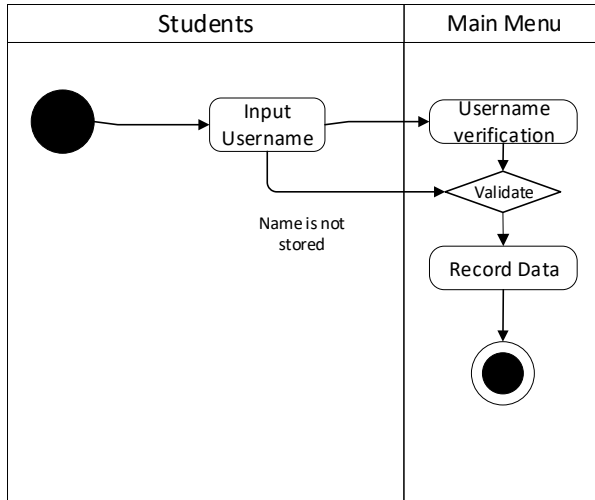 Students
Main Menu
Input
Username
Username
verification
Validate
Name is not
stored
Record Data